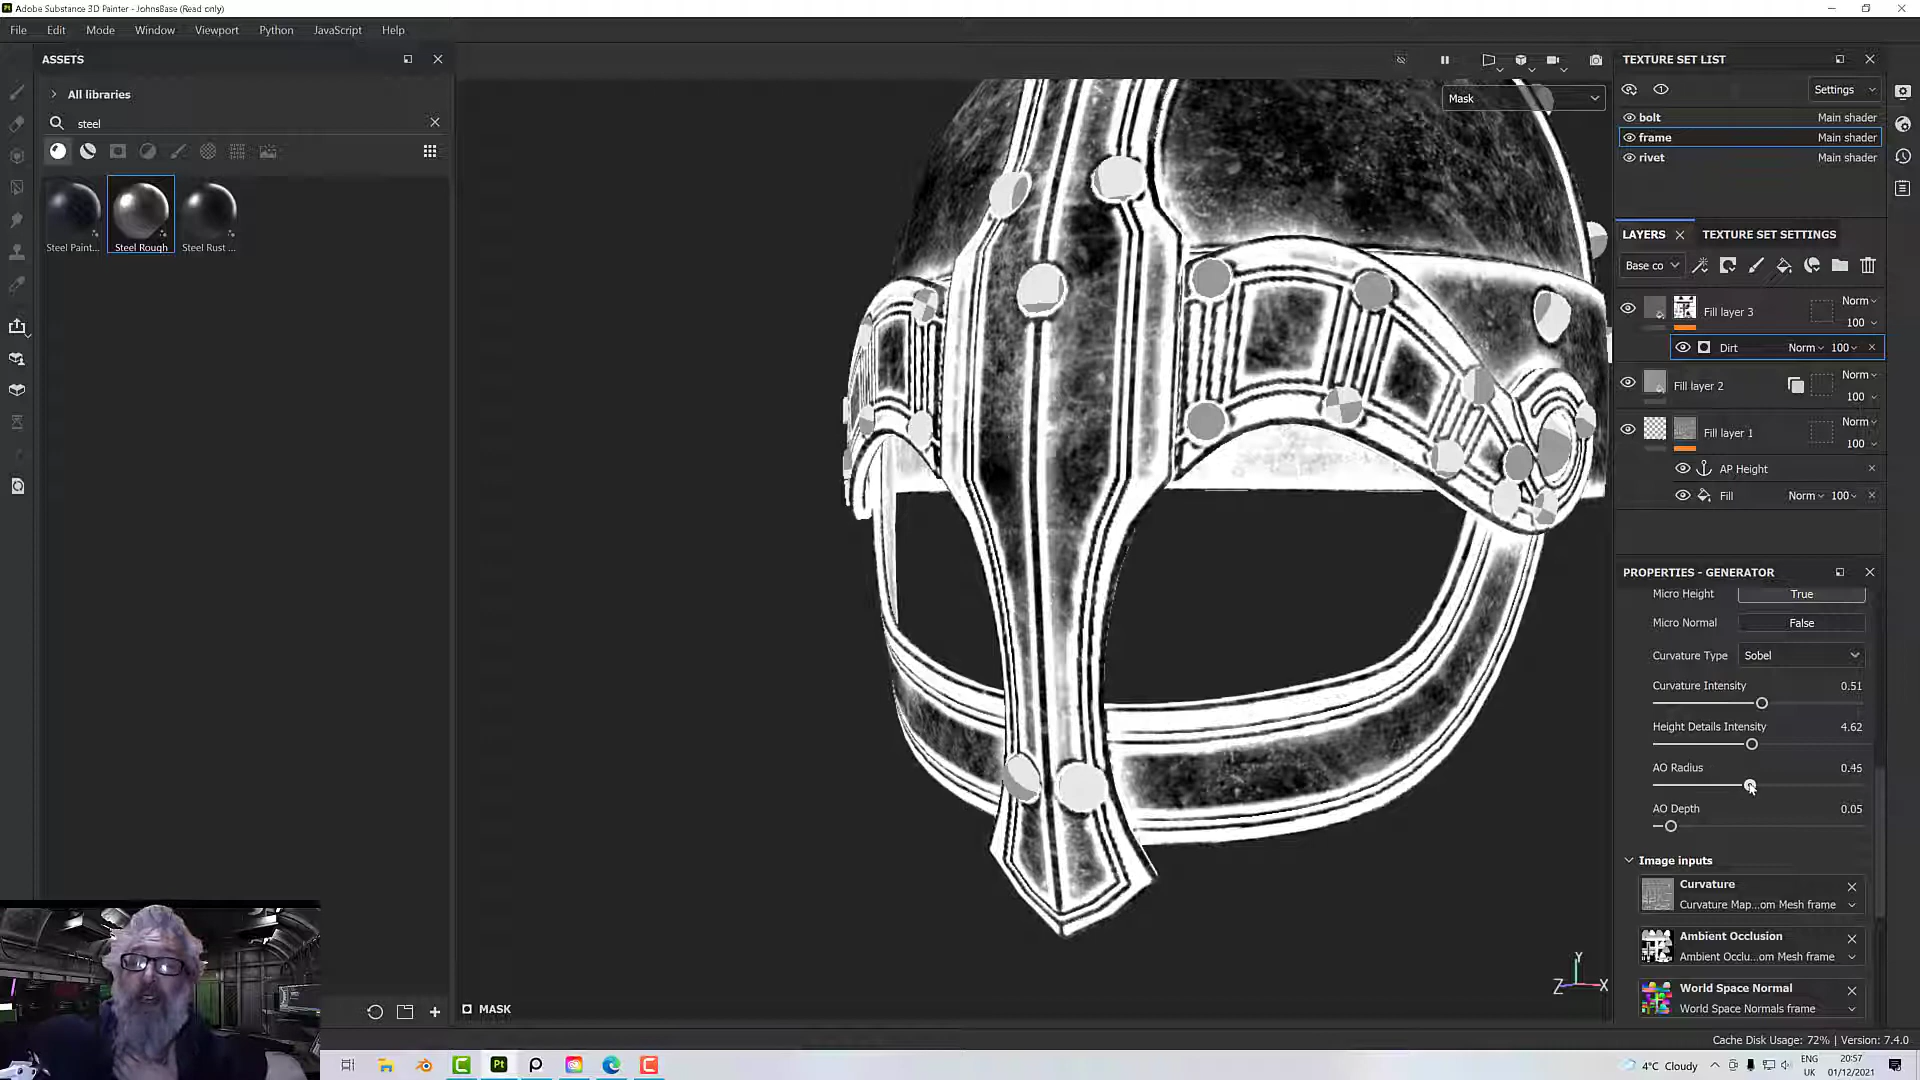 Adobe Substance 3D Painter - JohnsBase (Read only)
File Edit Mode Window Viewport Python JavaScript Help
ASSETS
All libraries
steel
Steel Paint...
Steel Rough
Steel Rust ...
Mask
MASK
Y
Z
X
TEXTURE SET LIST
Settings
bolt Main shader
frame Main shader
rivet Main shader
LAYERS
TEXTURE SET SETTINGS
Base co
Fill layer 3 Norm 100
Dirt Norm 100
Fill layer 2 Norm 100
Fill layer 1 Norm 100
AP Height
Fill Norm 100
PROPERTIES - GENERATOR
Micro Height True
Micro Normal False
Curvature Type Sobel
Curvature Intensity 0.51
Height Details Intensity 4.62
AO Radius 0.45
AO Depth 0.05
Image inputs
Curvature
Curvature Map...om Mesh frame
Ambient Occlusion
Ambient Occlu...om Mesh frame
World Space Normal
World Space Normals frame
Cache Disk Usage: 72% | Version: 7.4.0
4°C Cloudy
ENG
UK
20:57
01/12/2021